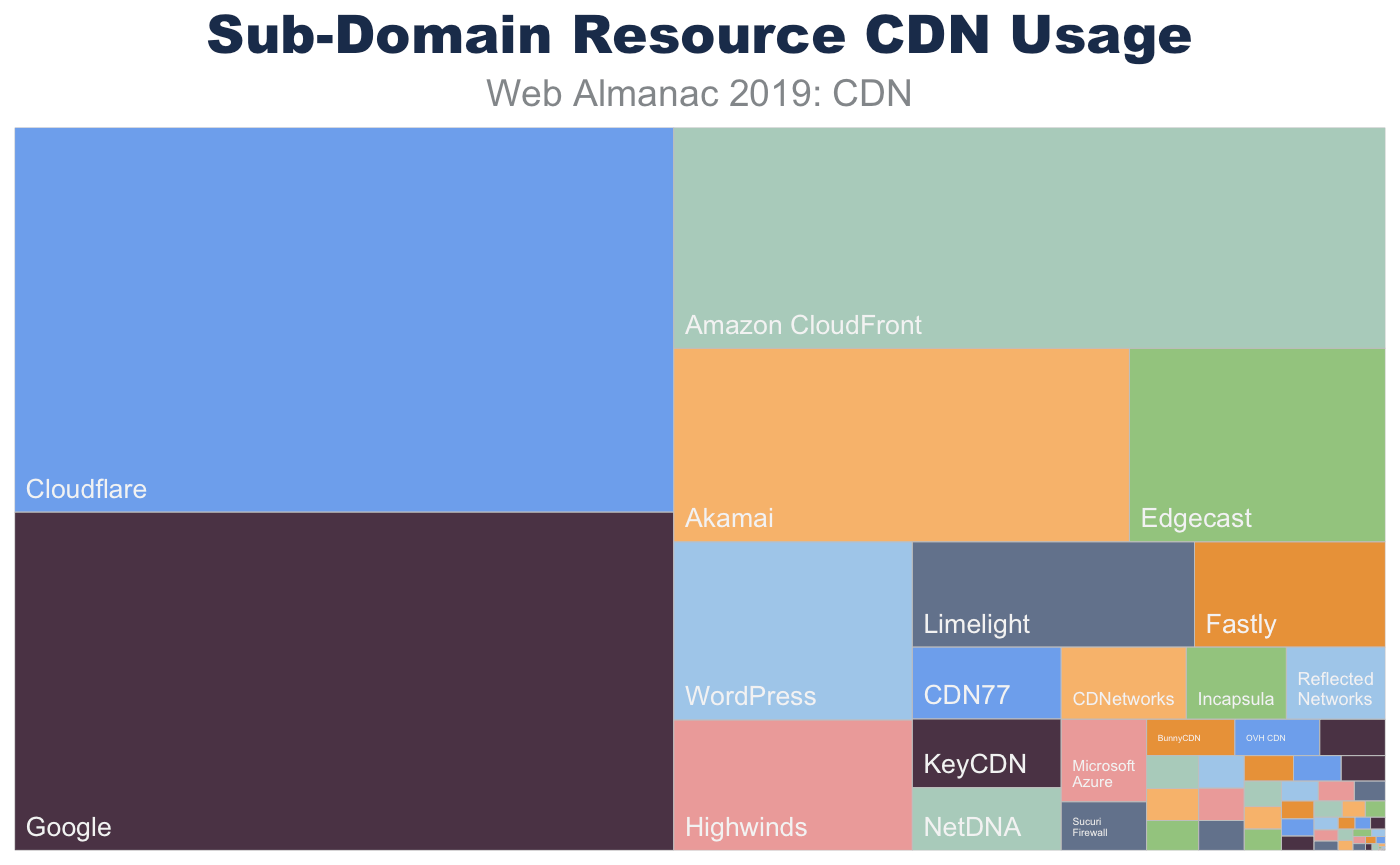 Sub-Domain Resource CDN Usage
Web Almanac 2019: CDN
Cloudflare
Google
Amazon CloudFront
Akamai
Edgecast
WordPress
Highwinds
Limelight
Fastly
CDN77
CDNetworks
Incapsula
Reflected
Networks
KeyCDN
NetDNA
Microsoft
Azure
Sucuri
Firewall
BunnyCDN
OVH CDN